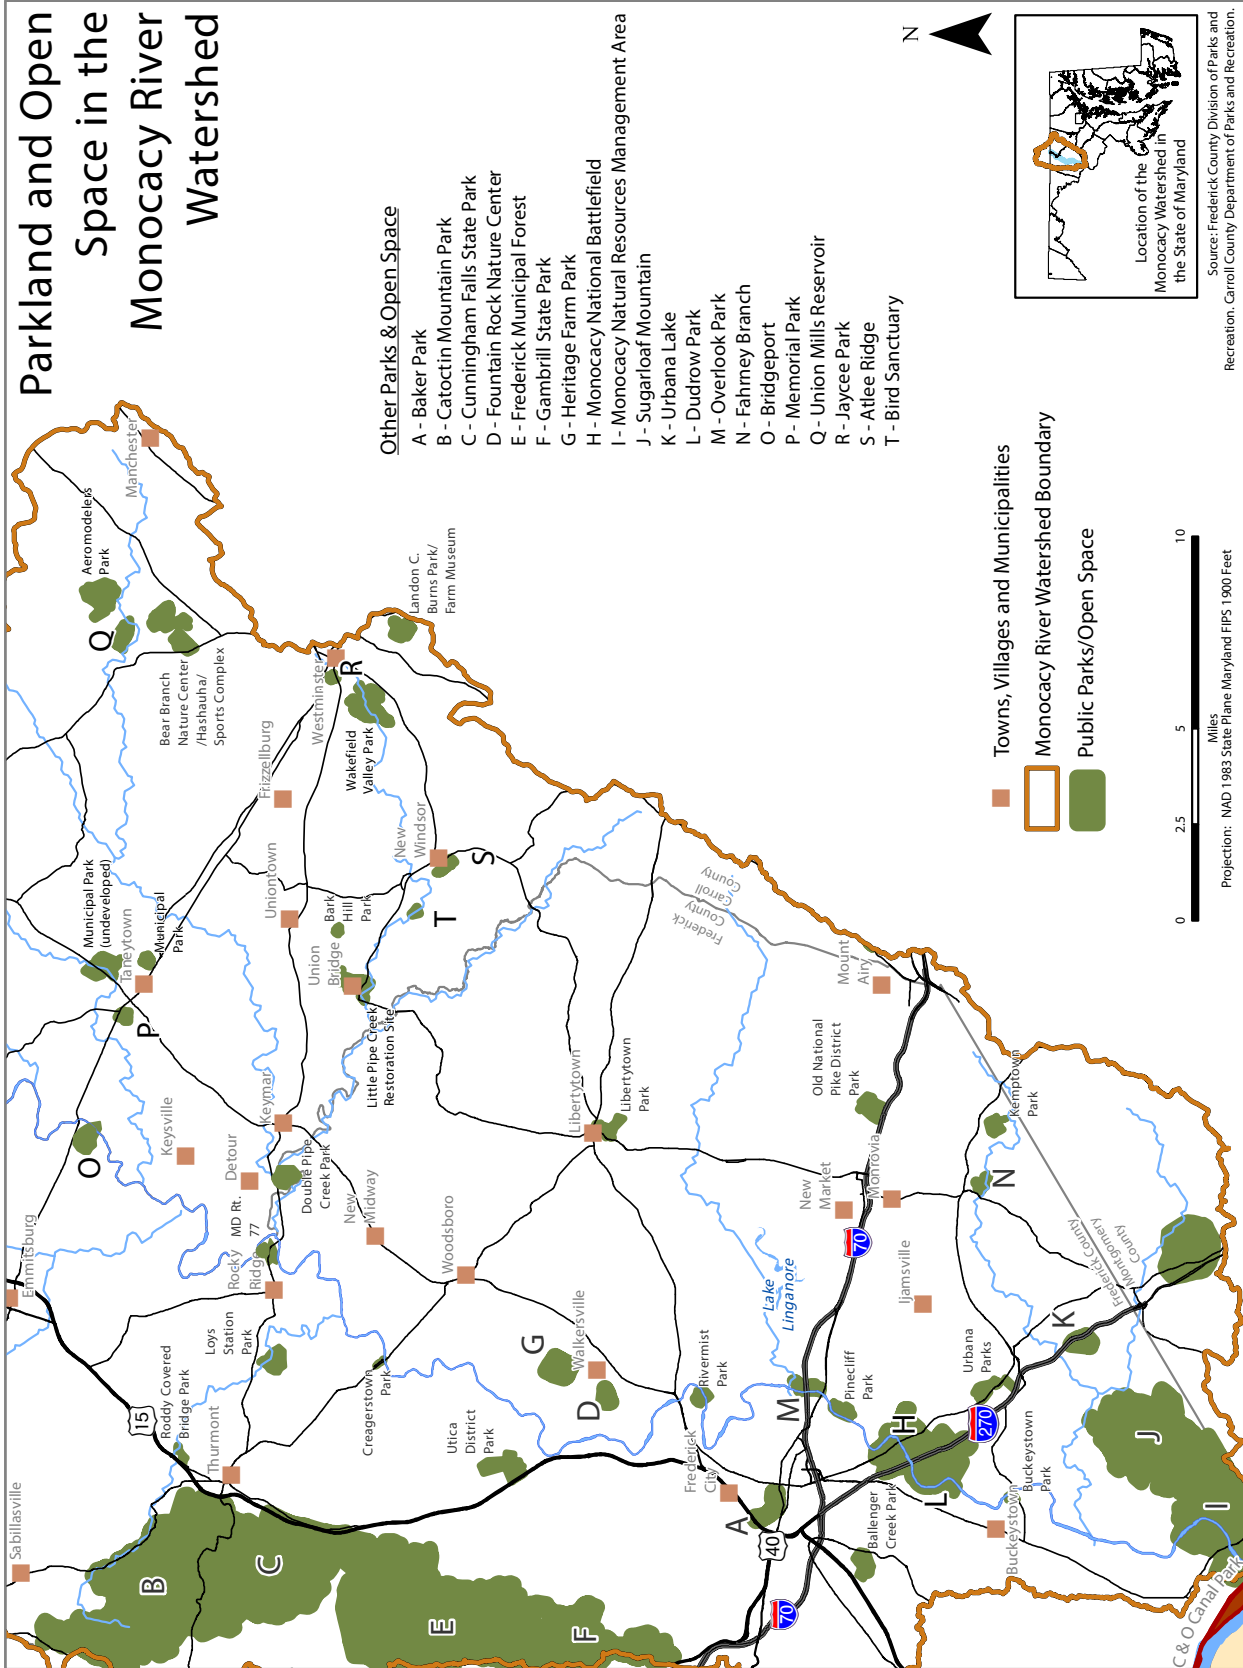 Parkland and Open
Space in the
Monocacy River
Watershed
Other Parks & Open Space
A - Baker Park
B - Catoctin Mountain Park
C - Cunningham Falls State Park
D - Fountain Rock Nature Center
E - Frederick Municipal Forest
F - Gambrill State Park
G - Heritage Farm Park
H - Monocacy National Battlefield
I - Monocacy Natural Resources Management Area
J - Sugarloaf Mountain
K - Urbana Lake
L - Dudrow Park
M - Overlook Park
N - Fahrney Branch
O - Bridgeport
P - Memorial Park
Q - Union Mills Reservoir
R - Jaycee Park
S - Atlee Ridge
T - Bird Sanctuary
N
Location of the
Monocacy Watershed in
the State of Maryland
Source: Frederick County Division of Parks and
Recreation. Carroll County Department of Parks and Recreation.
Towns, Villages and Municipalities
Monocacy River Watershed Boundary
Public Parks/Open Space
0
2.5
5
10
Miles
Projection: NAD 1983 State Plane Maryland FIPS 1900 Feet
Sabillasville
Emmitsburg
15
Roddy Covered
Bridge Park
Thurmont
Loys
Station
Park
Rocky
Ridge
MD Rt.
77
Detour
Keysville
Keymar
Double Pipe
Creek Park
New
Midway
Woodsboro
Creagerstown
Park
Utica
District
Park
Walkersville
Rivermist
Park
Frederick
City
40
70
Ballenger
Creek Park
Buckeystown
Buckeystown
Park
270
Urbana
Parks
Pinecliff
Park
Lake
Linganore
Ijamsville
70
New
Market
Monrovia
Old National
Pike District
Park
Mount
Airy
Kemptown
Park
Frederick County
Montgomery
County
Frederick
County
Carroll
County
Libertytown
Libertytown
Park
Little Pipe Creek
Restoration Site
Union
Bridge
Bark
Hill
Park
Uniontown
New
Windsor
Wakefield
Valley Park
Westminster
Frizzellburg
Taneytown
Municipal Park
(undeveloped)
Municipal
Park
Bear Branch
Nature Center
/Hashauha/
Sports Complex
Aeromodelers
Park
Manchester
Landon C.
Burns Park/
Farm Museum
C & O Canal Park
A
B
C
D
E
F
G
H
I
J
K
L
M
N
O
P
Q
R
S
T